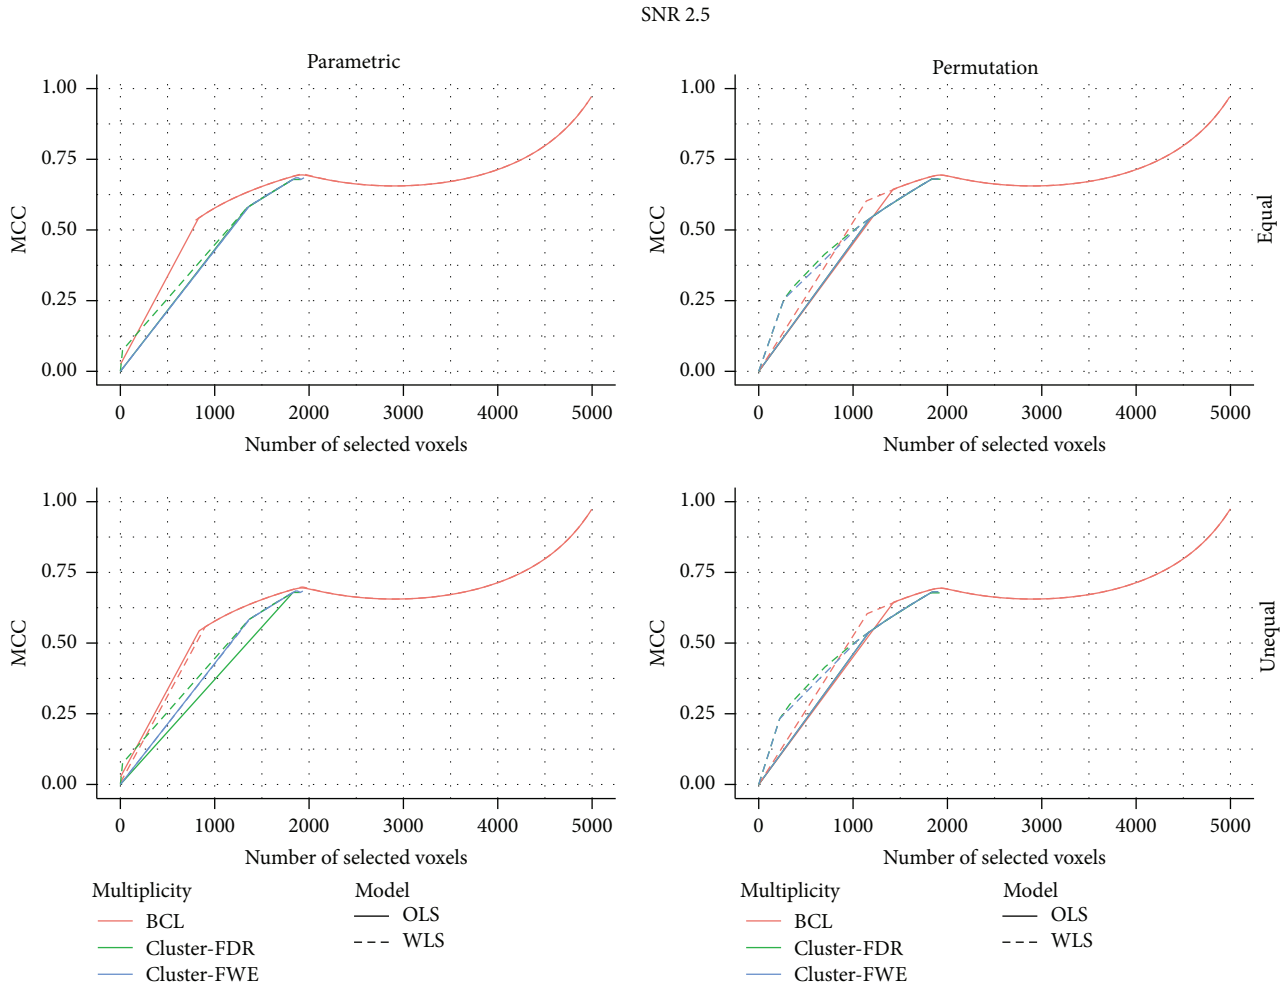 SNR 2.5
Parametric
1.00
0.75
0.50
0.25
0.00
MCC
0 1000 2000 3000 4000 5000
Number of selected voxels
Permutation
1.00
0.75
0.50
0.25
0.00
MCC
0 1000 2000 3000 4000 5000
Number of selected voxels
Equal
1.00
0.75
0.50
0.25
0.00
MCC
0 1000 2000 3000 4000 5000
Number of selected voxels
1.00
0.75
0.50
0.25
0.00
MCC
0 1000 2000 3000 4000 5000
Number of selected voxels
Unequal
Multiplicity
BCL
Cluster-FDR
Cluster-FWE
Model
OLS
WLS
Multiplicity
BCL
Cluster-FDR
Cluster-FWE
Model
OLS
WLS